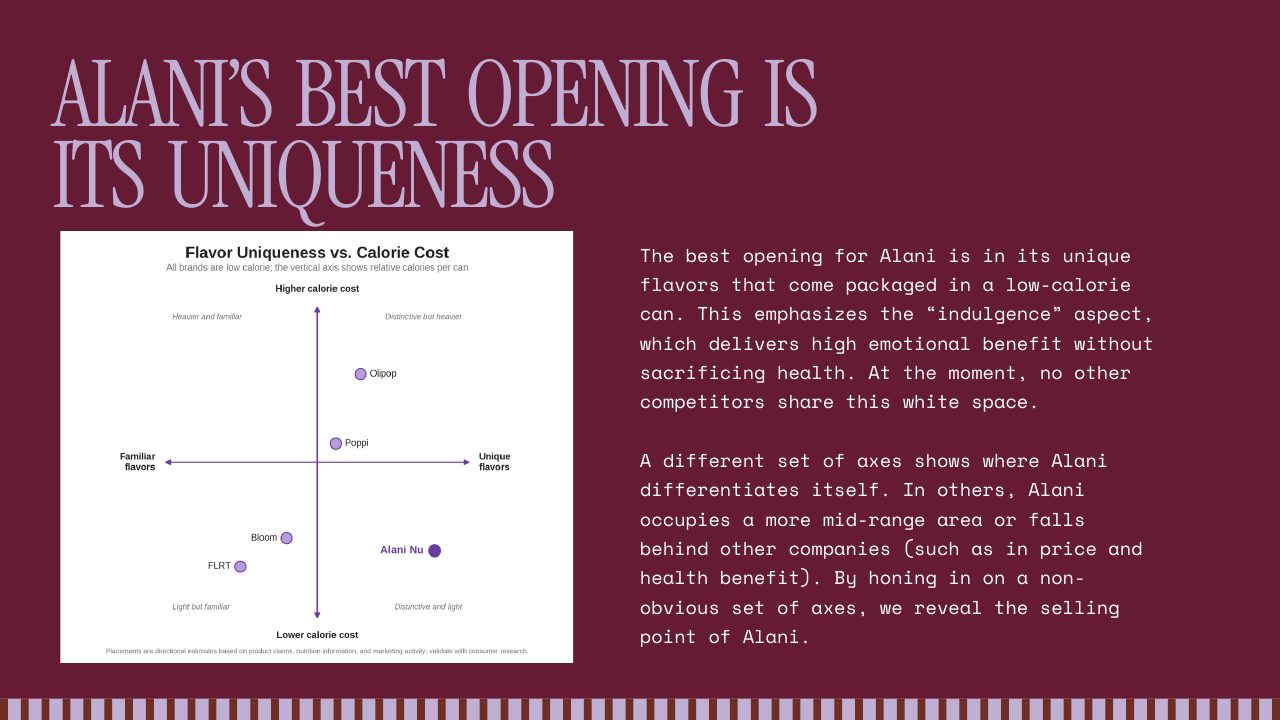 ALANI’S BEST OPENING IS
ITS UNIQUENESS
Flavor Uniqueness vs. Calorie Cost
All brands are low calorie; the vertical axis shows relative calories per can
Higher calorie cost
Heavier and familiar
Distinctive but heavier
Olipop
Poppi
Familiar
flavors
Unique
flavors
Bloom
Alani Nu
FLRT
Light but familiar
Distinctive and light
Lower calorie cost
Placements are directional estimates based on product claims, nutrition information, and marketing activity; validate with consumer research.
The best opening for Alani is in its unique
flavors that come packaged in a low-calorie
can. This emphasizes the “indulgence” aspect,
which delivers high emotional benefit without
sacrificing health. At the moment, no other
competitors share this white space.
A different set of axes shows where Alani
differentiates itself. In others, Alani
occupies a more mid-range area or falls
behind other companies (such as in price and
health benefit). By honing in on a non-
obvious set of axes, we reveal the selling
point of Alani.